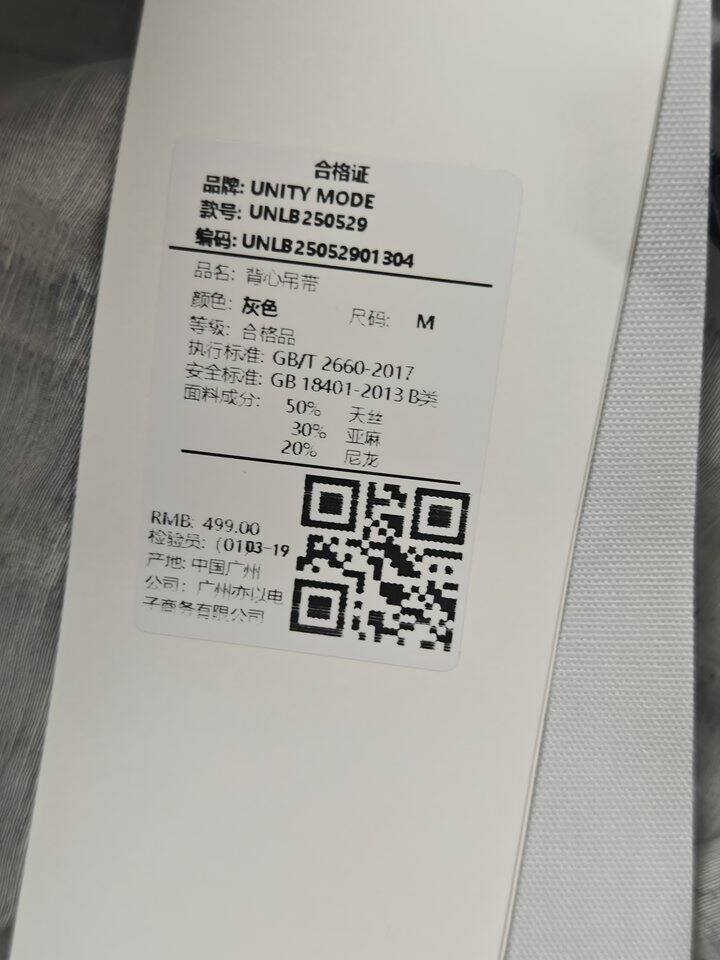 合格证
品牌: UNITY MODE
款号: UNLB250529
编码: UNLB25052901304
品名: 背心吊带
颜色: 灰色 尺码: M
等级: 合格品
执行标准: GB/T 2660-2017
安全标准: GB 18401-2013 B类
面料成分: 50% 天丝
30% 亚麻
20% 尼龙
RMB: 499.00
检验员: (0103-19
产地: 中国广州
公司: 广州亦以电
子商务有限公司